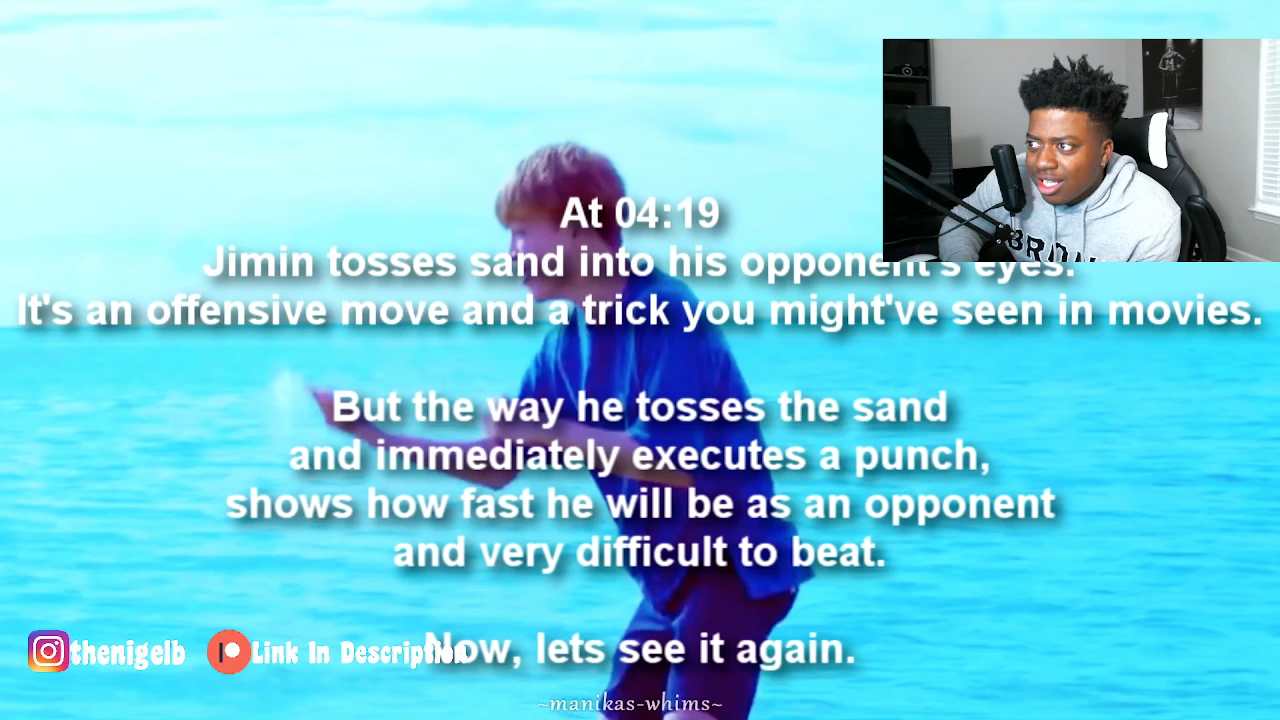 At 04:19
Jimin tosses sand into his opponent's eyes.
It's an offensive move and a trick you might've seen in movies.
But the way he tosses the sand
and immediately executes a punch,
shows how fast he will be as an opponent
and very difficult to beat.
Now, lets see it again.
thenigelb
Link In Description
~manikas-whims~